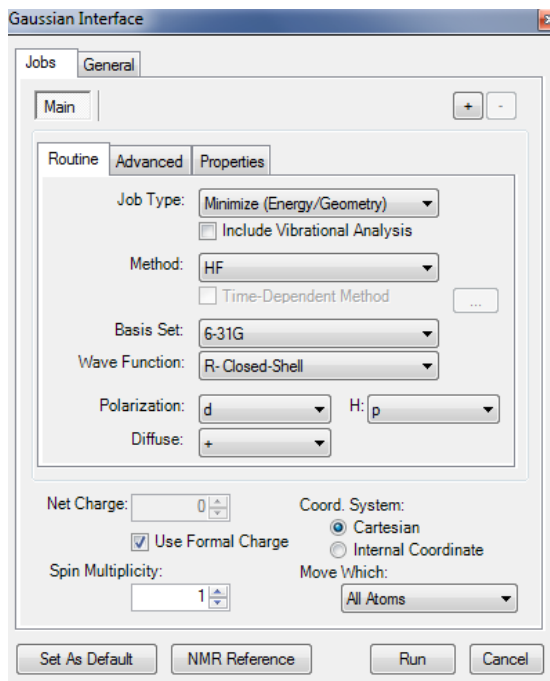 Gaussian Interface
Jobs General
Main + -
Routine Advanced Properties
Job Type: Minimize (Energy/Geometry)
Include Vibrational Analysis
Method: HF
Time-Dependent Method ...
Basis Set: 6-31G
Wave Function: R- Closed-Shell
Polarization: d H: p
Diffuse: +
Net Charge: 0 Coord. System:
Cartesian
Use Formal Charge Internal Coordinate
Spin Multiplicity: Move Which:
1 All Atoms
Set As Default NMR Reference Run Cancel